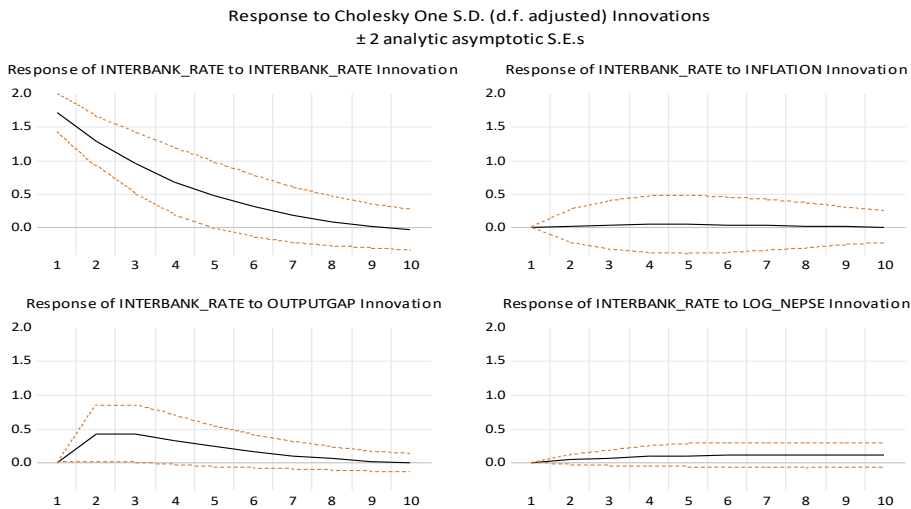 Response to Cholesky One S.D. (d.f. adjusted) Innovations
± 2 analytic asymptotic S.E.s
Response of INTERBANK_RATE to INTERBANK_RATE Innovation
2.0
1.5
1.0
0.5
0.0
1 2 3 4 5 6 7 8 9 10
Response of INTERBANK_RATE to INFLATION Innovation
2.0
1.5
1.0
0.5
0.0
1 2 3 4 5 6 7 8 9 10
Response of INTERBANK_RATE to OUTPUTGAP Innovation
2.0
1.5
1.0
0.5
0.0
1 2 3 4 5 6 7 8 9 10
Response of INTERBANK_RATE to LOG_NEPSE Innovation
2.0
1.5
1.0
0.5
0.0
1 2 3 4 5 6 7 8 9 10